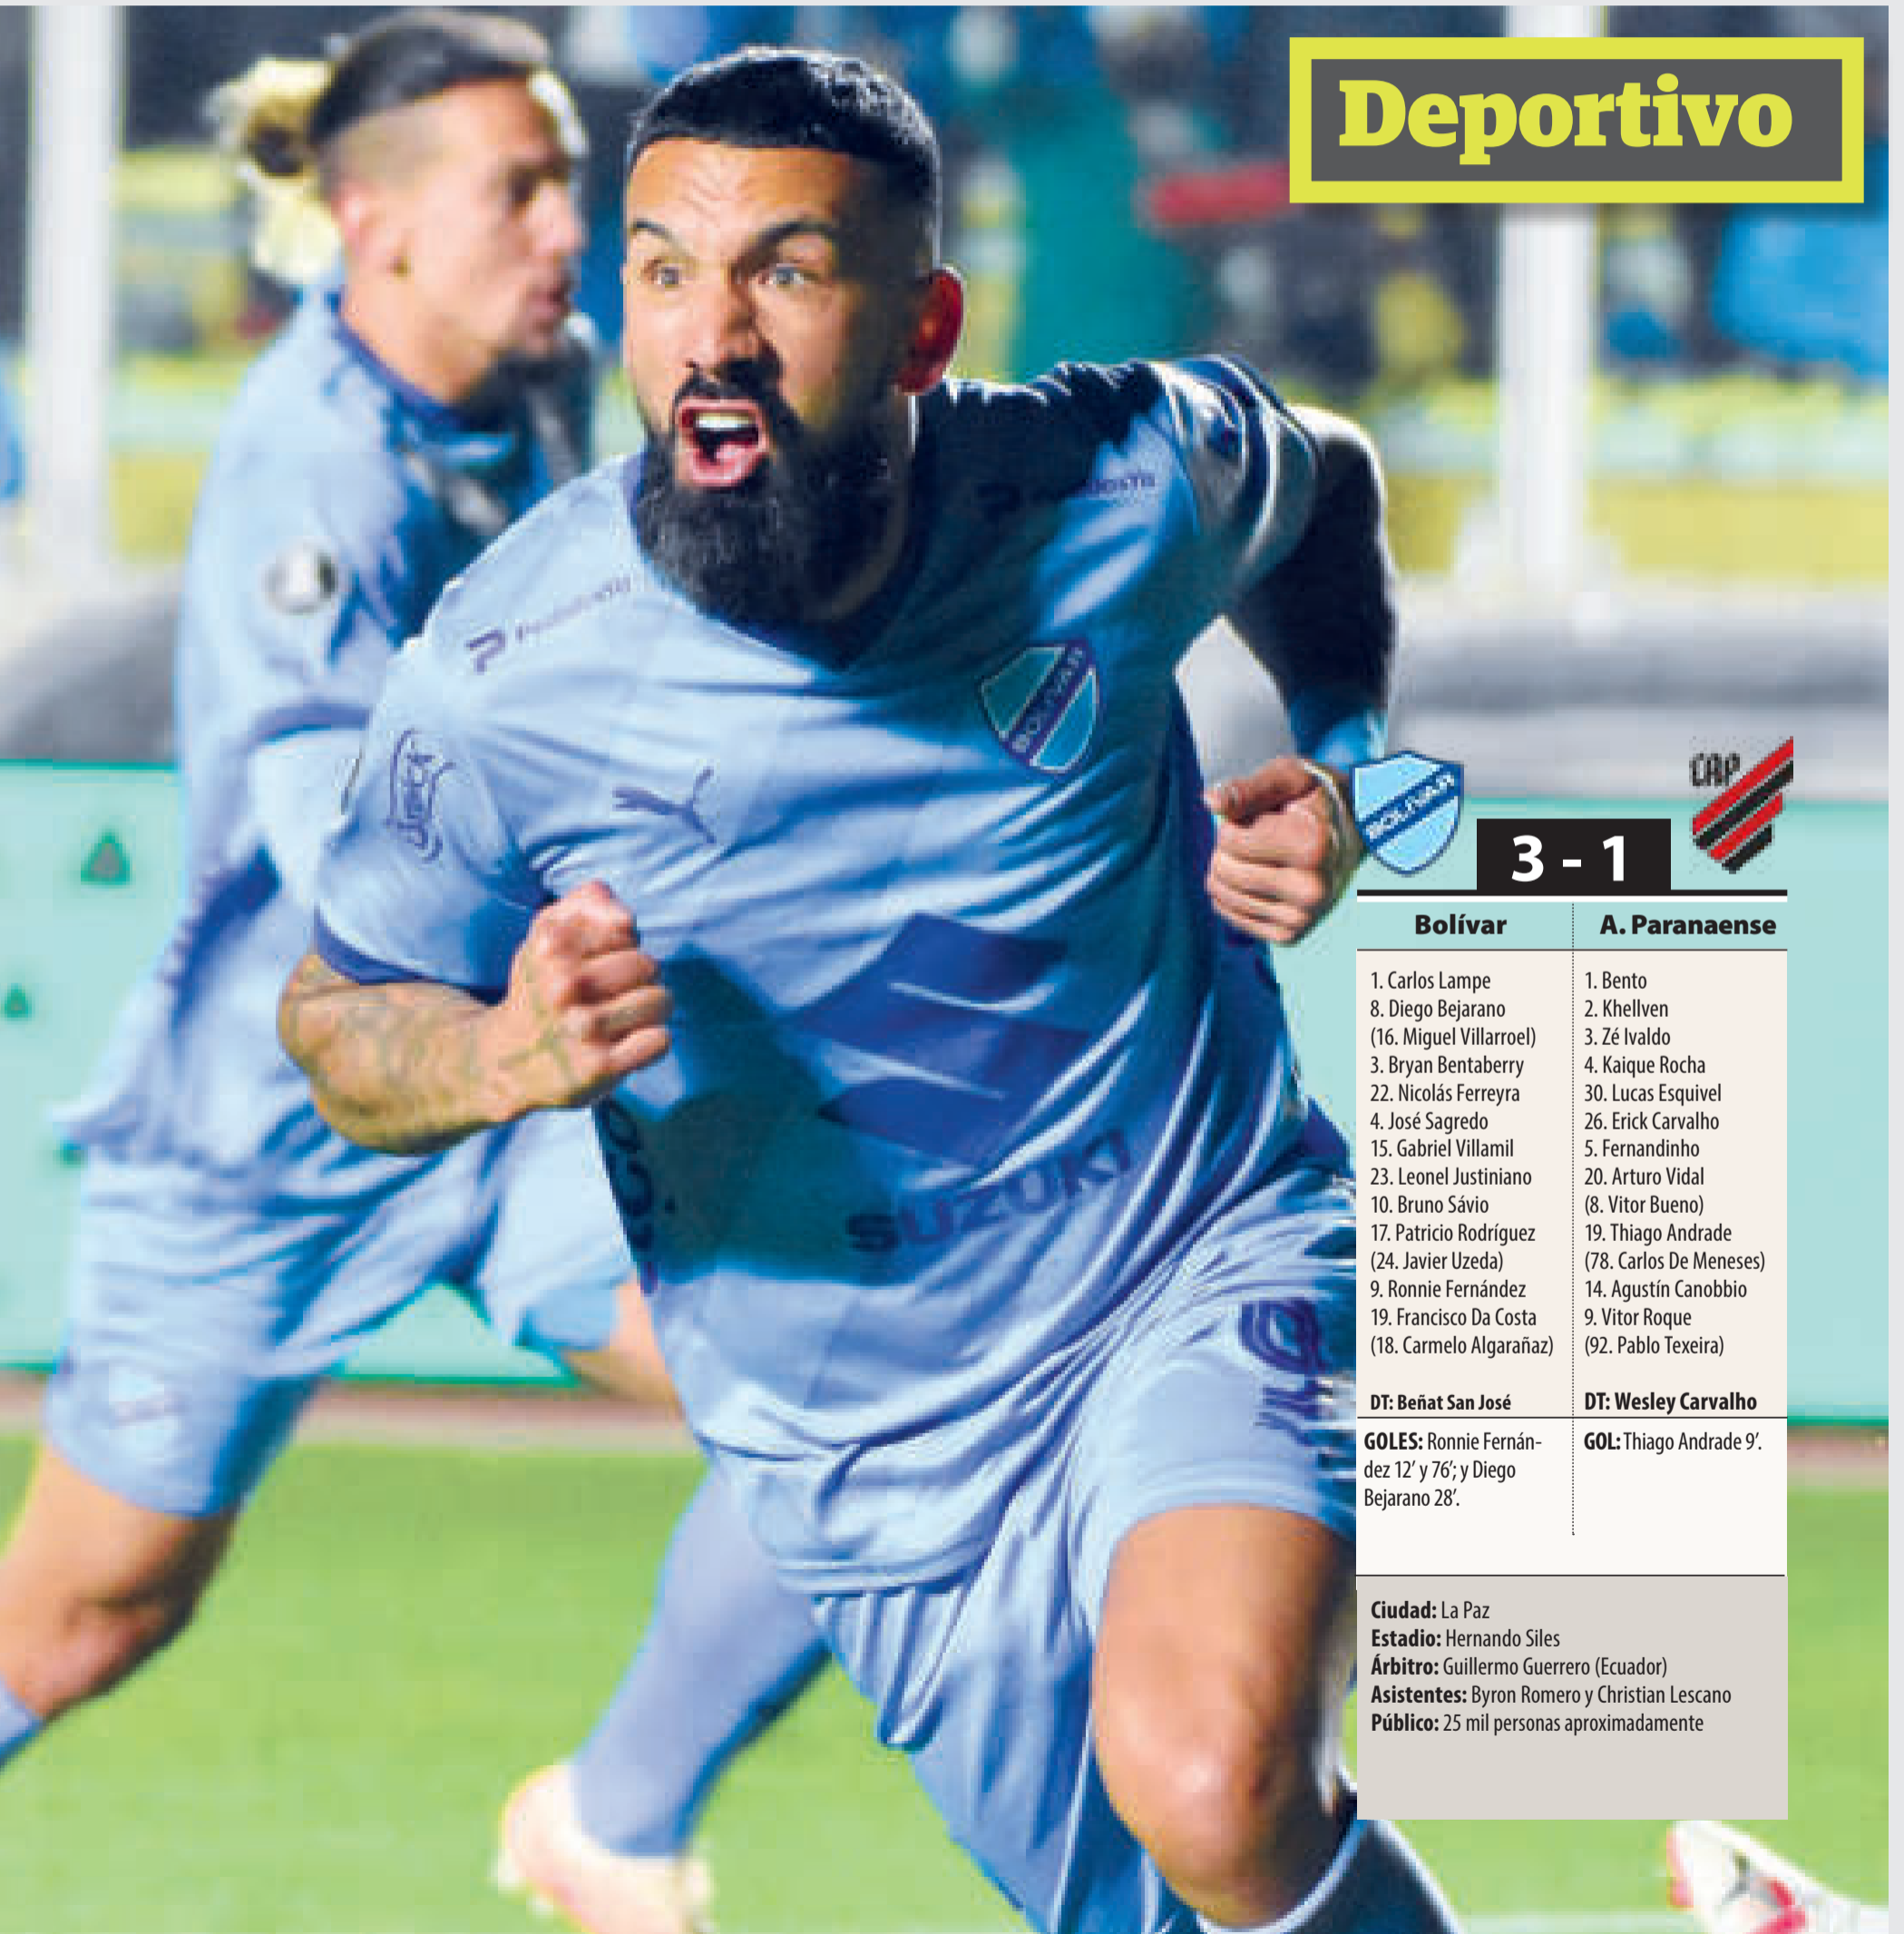 Deportivo
BOLIVAR
SUZUKI
BOLIVAR
CAP
3 - 1
Bolívar
A. Paranaense
1. Carlos Lampe
8. Diego Bejarano
(16. Miguel Villarroel)
3. Bryan Bentaberry
22. Nicolás Ferreyra
4. José Sagredo
15. Gabriel Villamil
23. Leonel Justiniano
10. Bruno Sávio
17. Patricio Rodríguez
(24. Javier Uzeda)
9. Ronnie Fernández
19. Francisco Da Costa
(18. Carmelo Algarañaz)
DT: Beñat San José
GOLES: Ronnie Fernán-
dez 12’ y 76’; y Diego
Bejarano 28’.
1. Bento
2. Khellven
3. Zé Ivaldo
4. Kaique Rocha
30. Lucas Esquivel
26. Erick Carvalho
5. Fernandinho
20. Arturo Vidal
(8. Vitor Bueno)
19. Thiago Andrade
(78. Carlos De Meneses)
14. Agustín Canobbio
9. Vitor Roque
(92. Pablo Texeira)
DT: Wesley Carvalho
GOL: Thiago Andrade 9’.
Ciudad: La Paz
Estadio: Hernando Siles
Árbitro: Guillermo Guerrero (Ecuador)
Asistentes: Byron Romero y Christian Lescano
Público: 25 mil personas aproximadamente